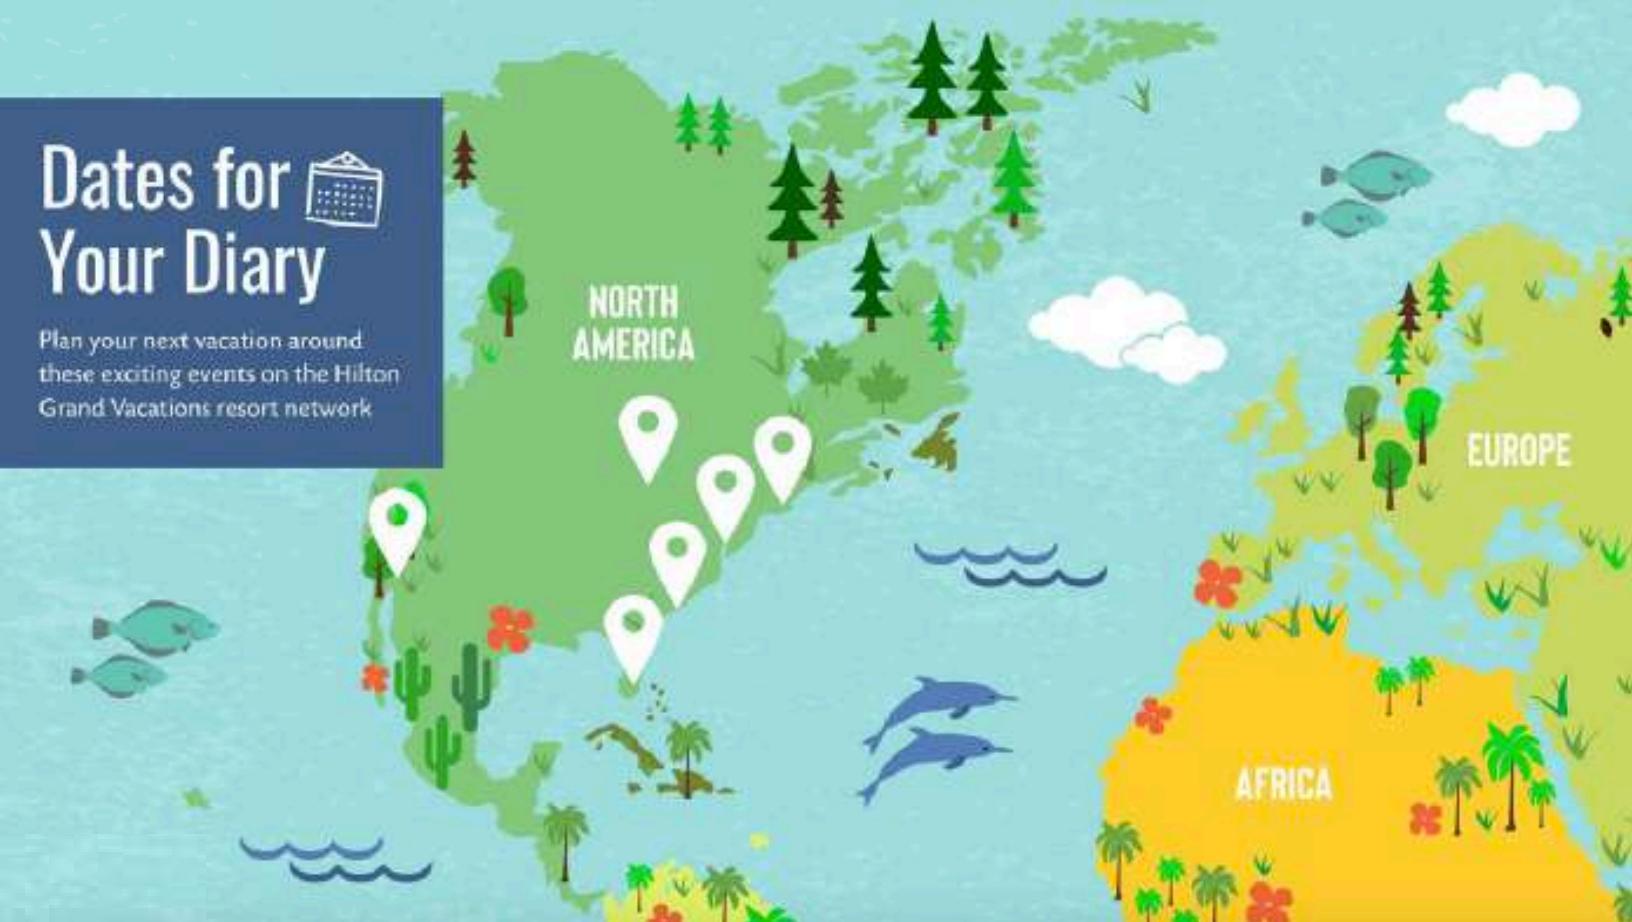 Dates for
Your Diary
Plan your next vacation around
these exciting events on the Hilton
Grand Vacations resort network
NORTH
AMERICA
EUROPE
AFRICA